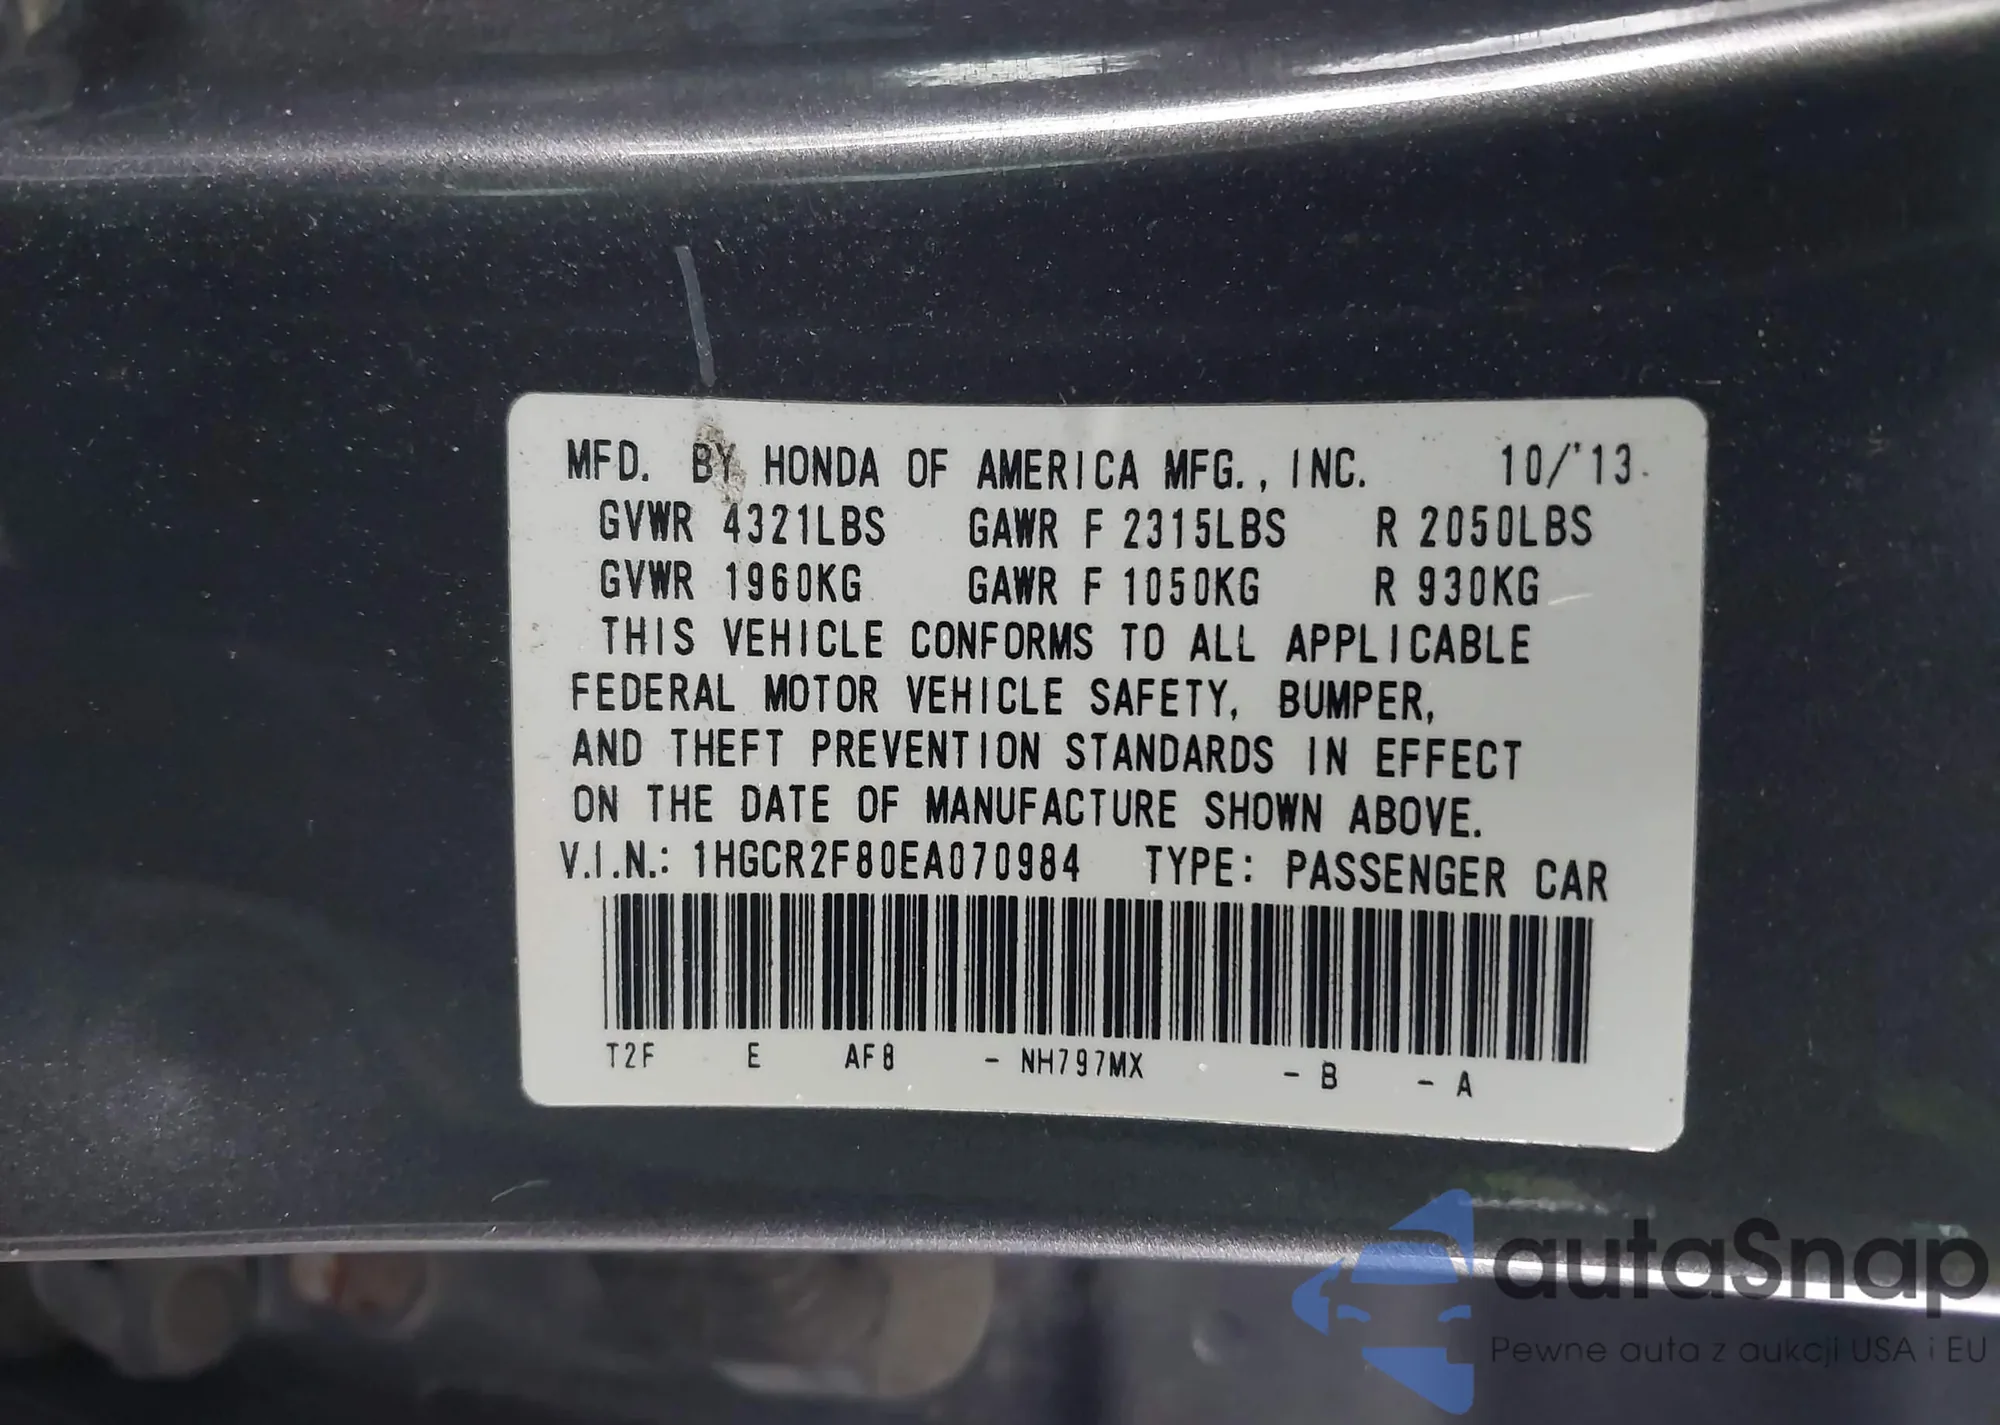 MFD. BY HONDA OF AMERICA MFG., INC. 10/'13
GVWR 4321LBS GAWR F 2315LBS R 2050LBS
GVWR 1960KG GAWR F 1050KG R 930KG
THIS VEHICLE CONFORMS TO ALL APPLICABLE
FEDERAL MOTOR VEHICLE SAFETY, BUMPER,
AND THEFT PREVENTION STANDARDS IN EFFECT
ON THE DATE OF MANUFACTURE SHOWN ABOVE.
V.I.N.: 1HGCR2F80EA070984 TYPE: PASSENGER CAR
T2F E AF8 - NH797MX - B - A
autaSnap
Pewne auta z aukcji USA i EU